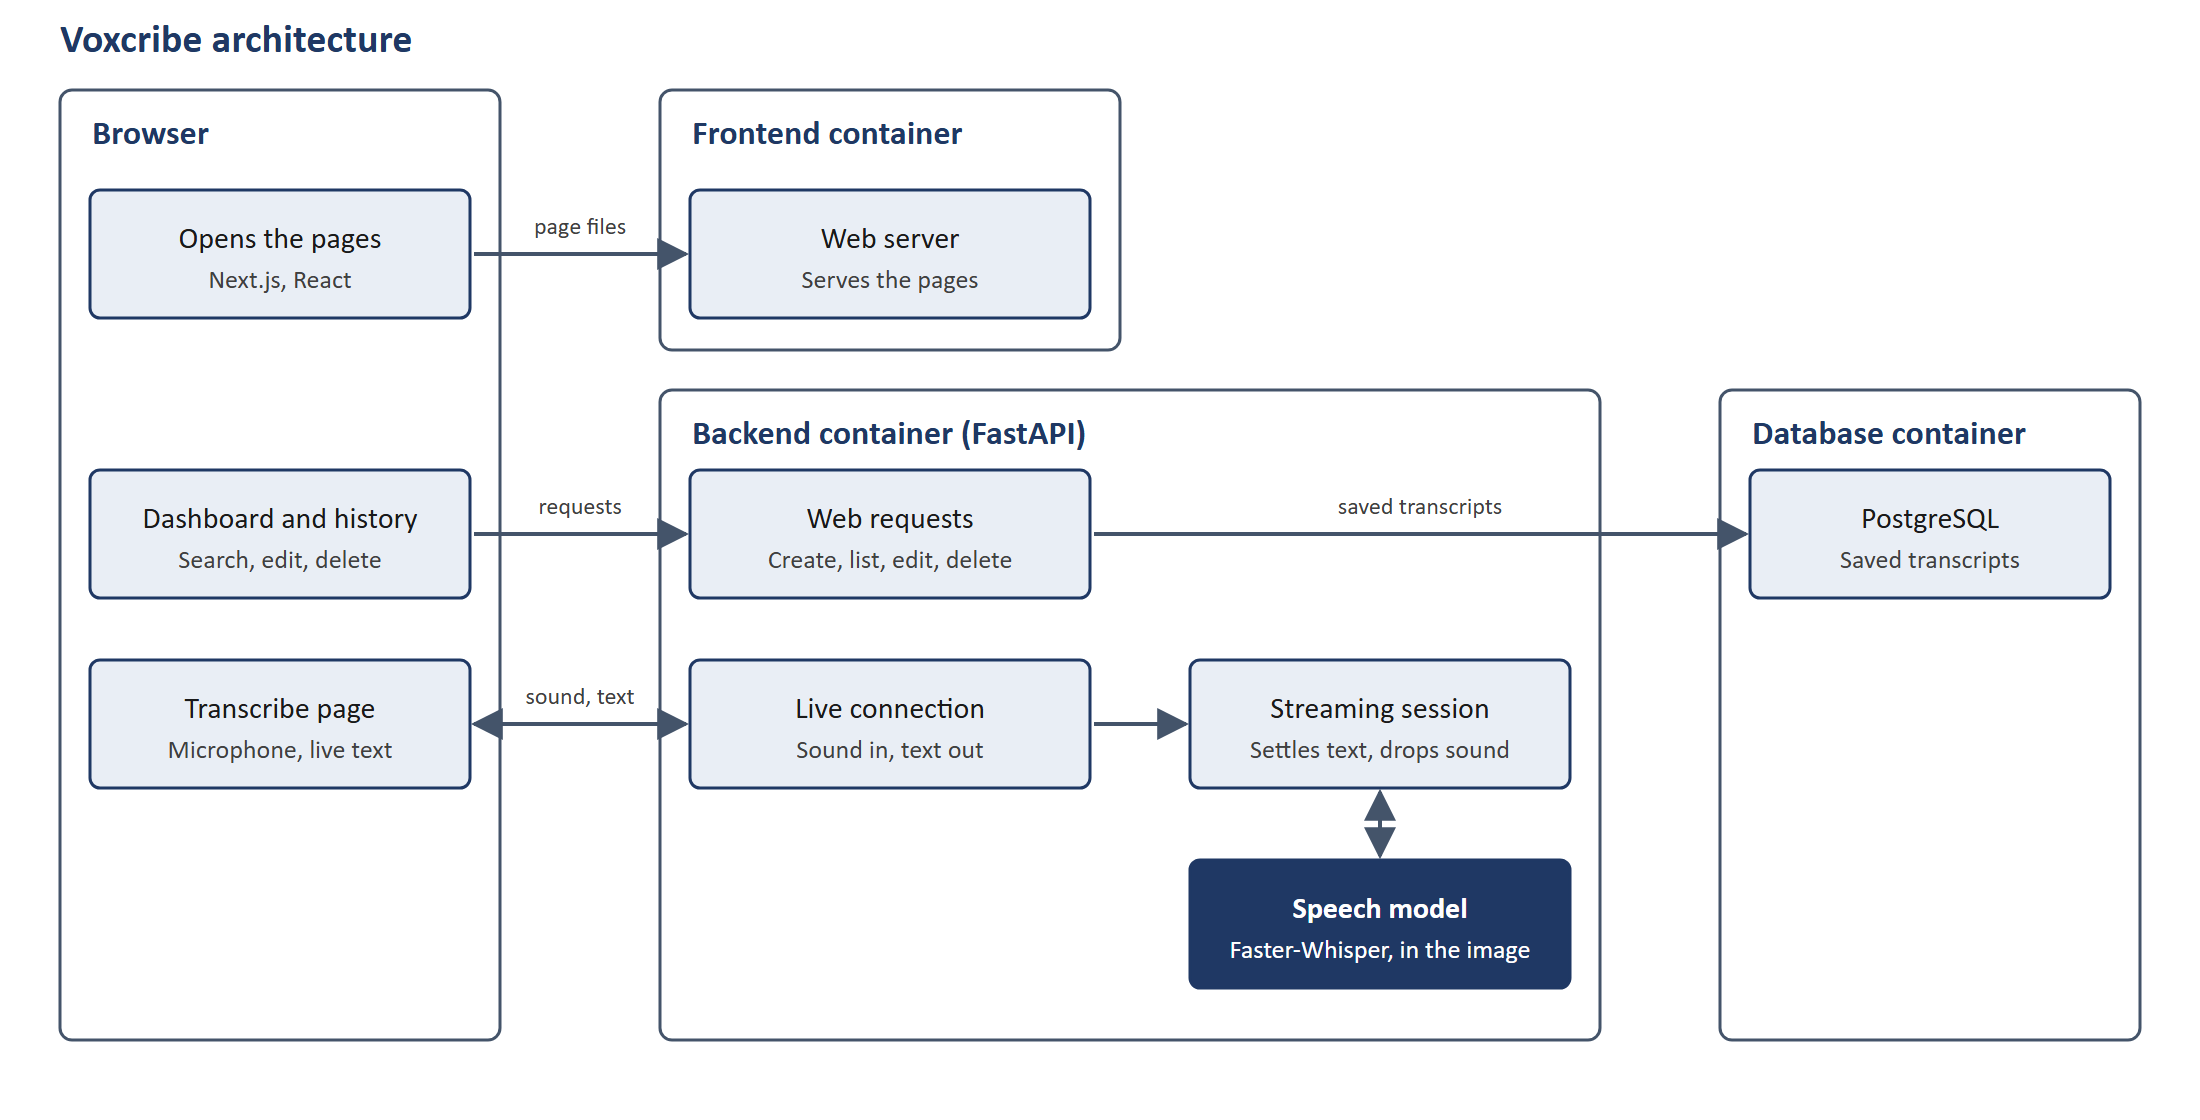 Voxcribe architecture
Browser
Frontend container
Opens the pages
Next.js, React
page files
Web server
Serves the pages
Backend container (FastAPI)
Database container
Dashboard and history
Search, edit, delete
requests
Web requests
Create, list, edit, delete
saved transcripts
PostgreSQL
Saved transcripts
Transcribe page
Microphone, live text
sound, text
Live connection
Sound in, text out
Streaming session
Settles text, drops sound
Speech model
Faster-Whisper, in the image